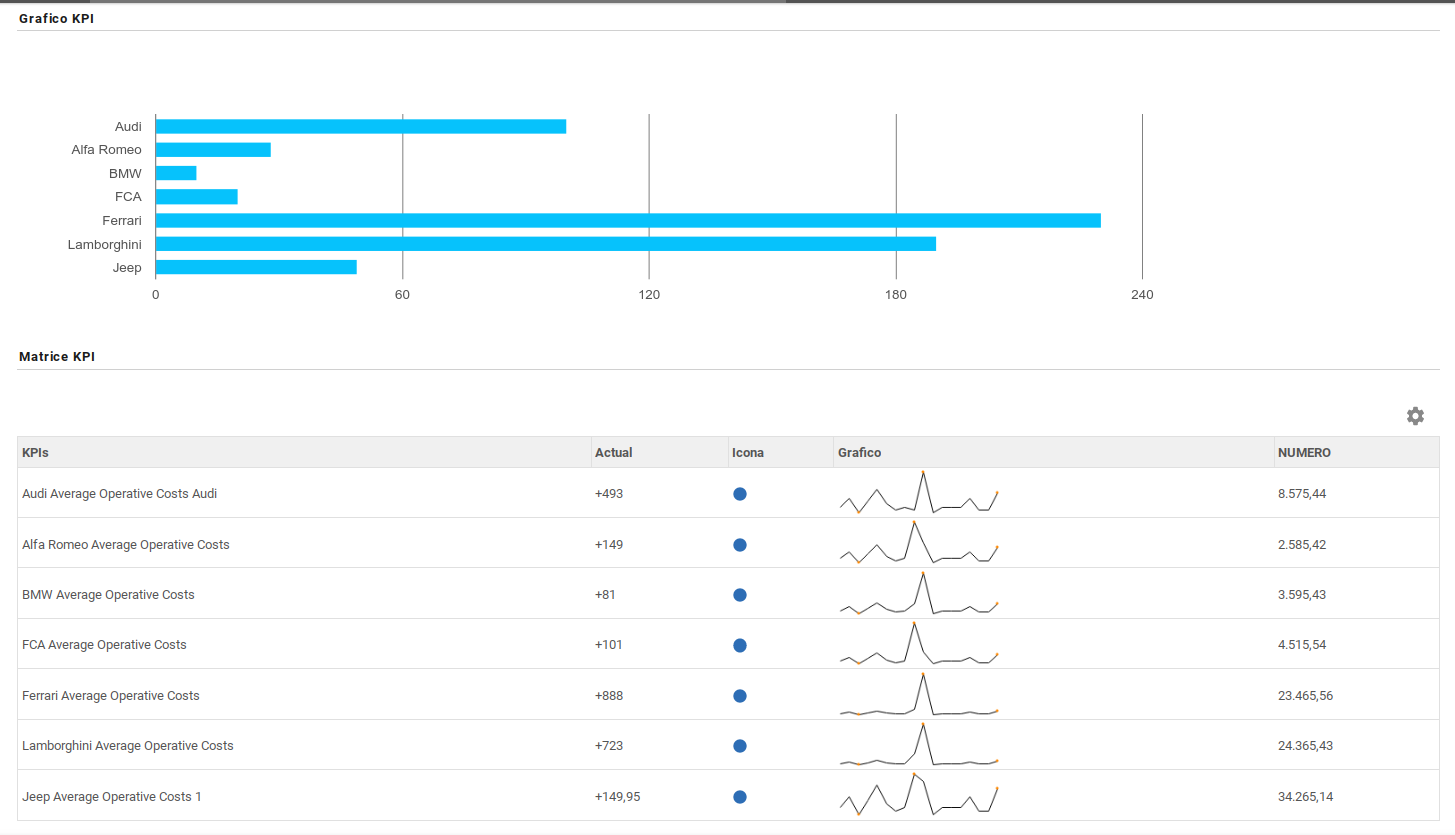 Grafico KPI
Audi
Alfa Romeo
BMW
FCA
Ferrari
Lamborghini
Jeep
0 60 120 180 240
Matrice KPI
KPIs Actual Icona Grafico NUMERO
Audi Average Operative Costs Audi +493 8.575,44
Alfa Romeo Average Operative Costs +149 2.585,42
BMW Average Operative Costs +81 3.595,43
FCA Average Operative Costs +101 4.515,54
Ferrari Average Operative Costs +888 23.465,56
Lamborghini Average Operative Costs +723 24.365,43
Jeep Average Operative Costs 1 +149,95 34.265,14